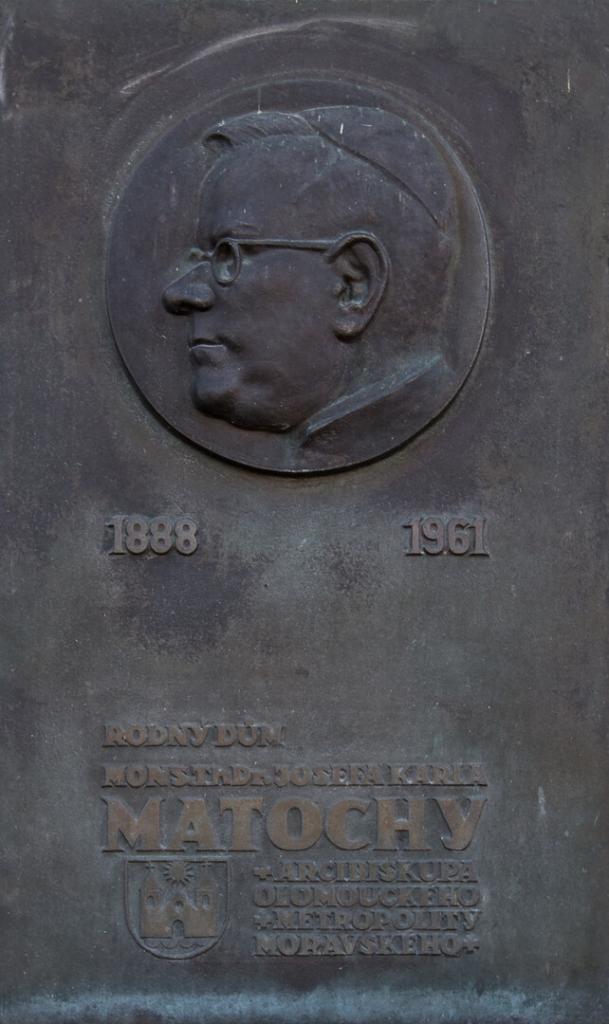 1888 1961
RODNÝ DŮM
MONS.THDR. JOSEFA KARLA
MATOCHY
+ARCIBISKUPA
OLOMOUCKÉHO
+METROPOLITY
MORAVSKÉHO+